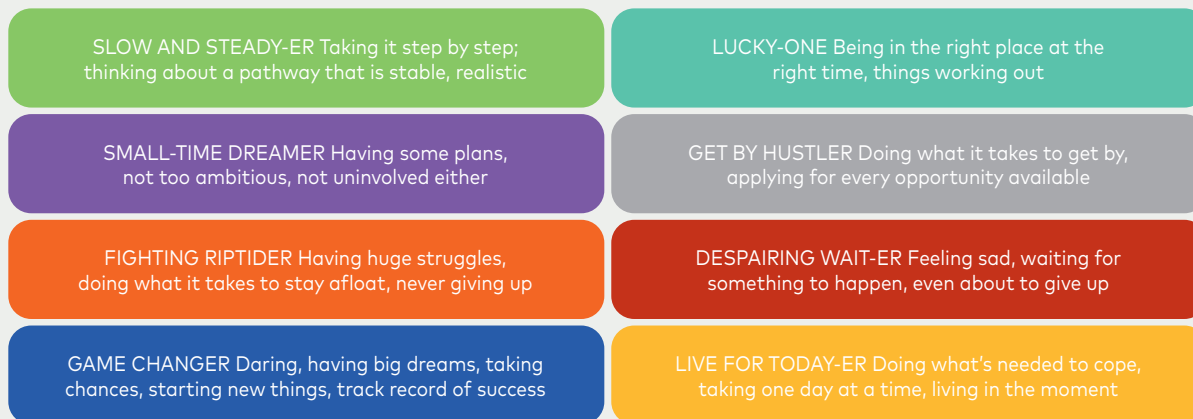 SLOW AND STEADY-ER Taking it step by step;
thinking about a pathway that is stable, realistic
LUCKY-ONE Being in the right place at the
right time, things working out
SMALL-TIME DREAMER Having some plans,
not too ambitious, not uninvolved either
GET BY HUSTLER Doing what it takes to get by,
applying for every opportunity available
FIGHTING RIPTIDER Having huge struggles,
doing what it takes to stay afloat, never giving up
DESPAIRING WAIT-ER Feeling sad, waiting for
something to happen, even about to give up
GAME CHANGER Daring, having big dreams, taking
chances, starting new things, track record of success
LIVE FOR TODAY-ER Doing what's needed to cope,
taking one day at a time, living in the moment